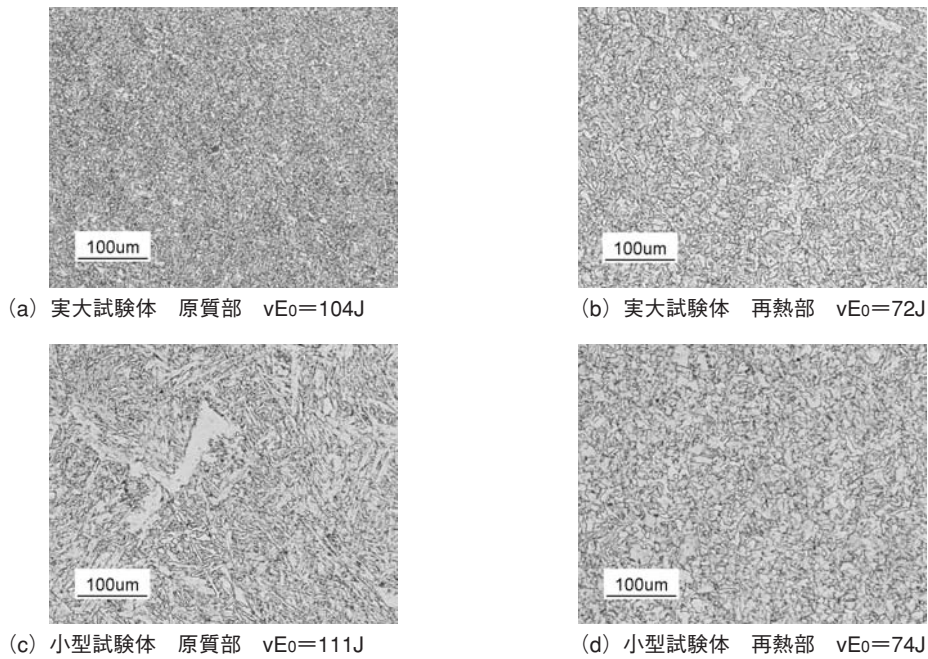 100um
100um
(a) 実大試験体 原質部 vE0=104J
(b) 実大試験体 再熱部 vE0=72J
100um
100um
(c) 小型試験体 原質部 vE0=111J
(d) 小型試験体 再熱部 vE0=74J